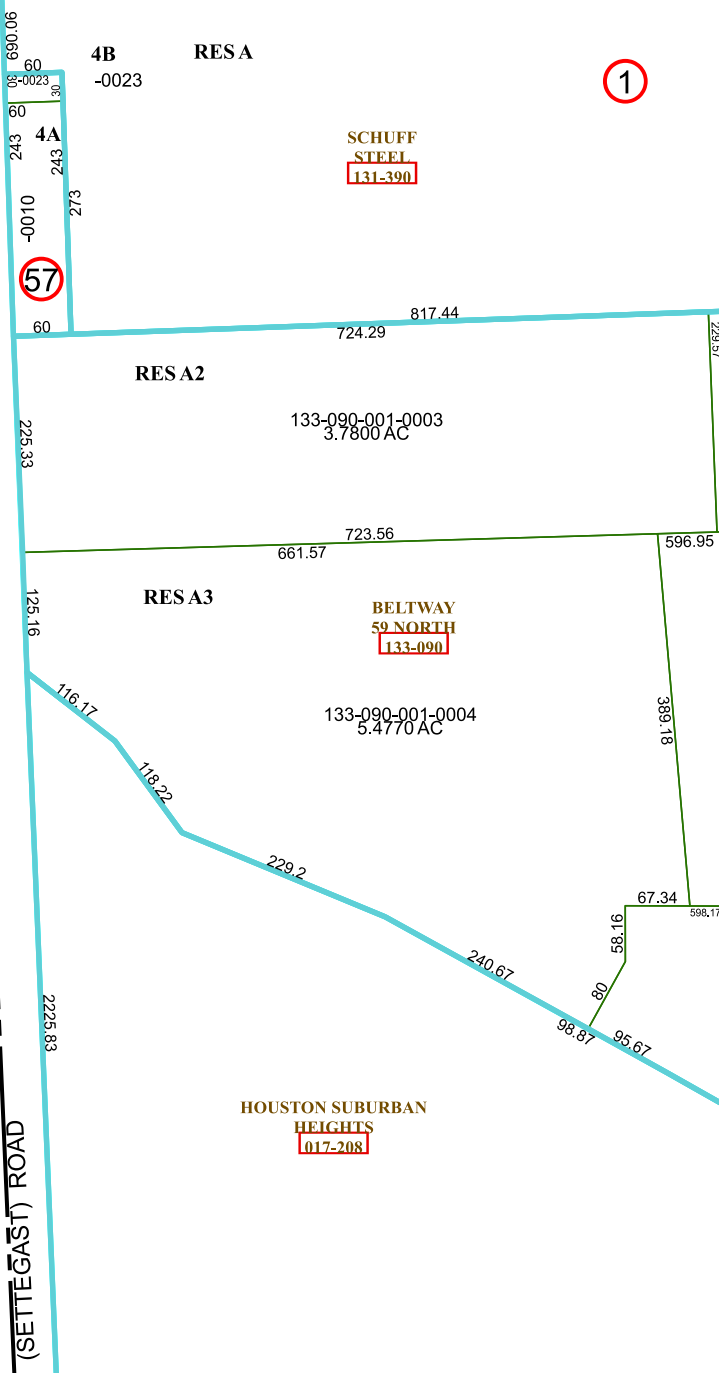 690.06
4B
RES A
60
30
-0023
30
-0023
1
60
4A
243
243
273
-0010
57
SCHUFF
STEEL
131-390
60
817.44
724.29
229.57
RES A2
133-090-001-0003
3.7800 AC
225.33
723.56
661.57
596.95
125.16
RES A3
BELTWAY
59 NORTH
133-090
116.17
133-090-001-0004
5.4770 AC
389.18
118.22
229.2
67.34
598.17
58.16
240.67
80
98.87
95.67
2225.83
HOUSTON SUBURBAN
HEIGHTS
017-208
(SETTEGAST) ROAD